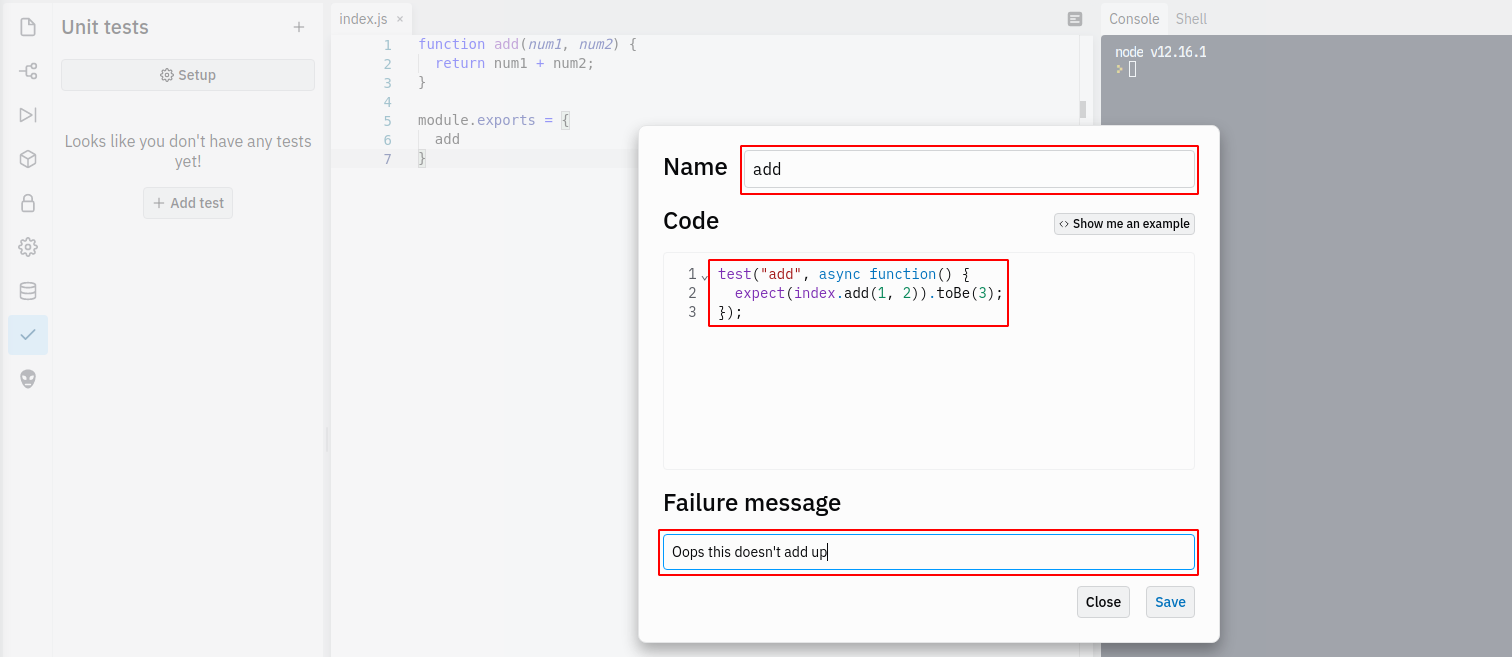 Unit tests
Setup
Looks like you don't have any tests
yet!
Add test
index.js
1 function add(num1, num2) {
2 return num1 + num2;
3 }
4
5 module.exports = {
6 add
7 }
Console Shell
node v12.16.1
Name add
Code
<> Show me an example
1 test("add", async function() {
2 expect(index.add(1, 2)).toBe(3);
3 });
Failure message
Oops this doesn't add up
Close Save